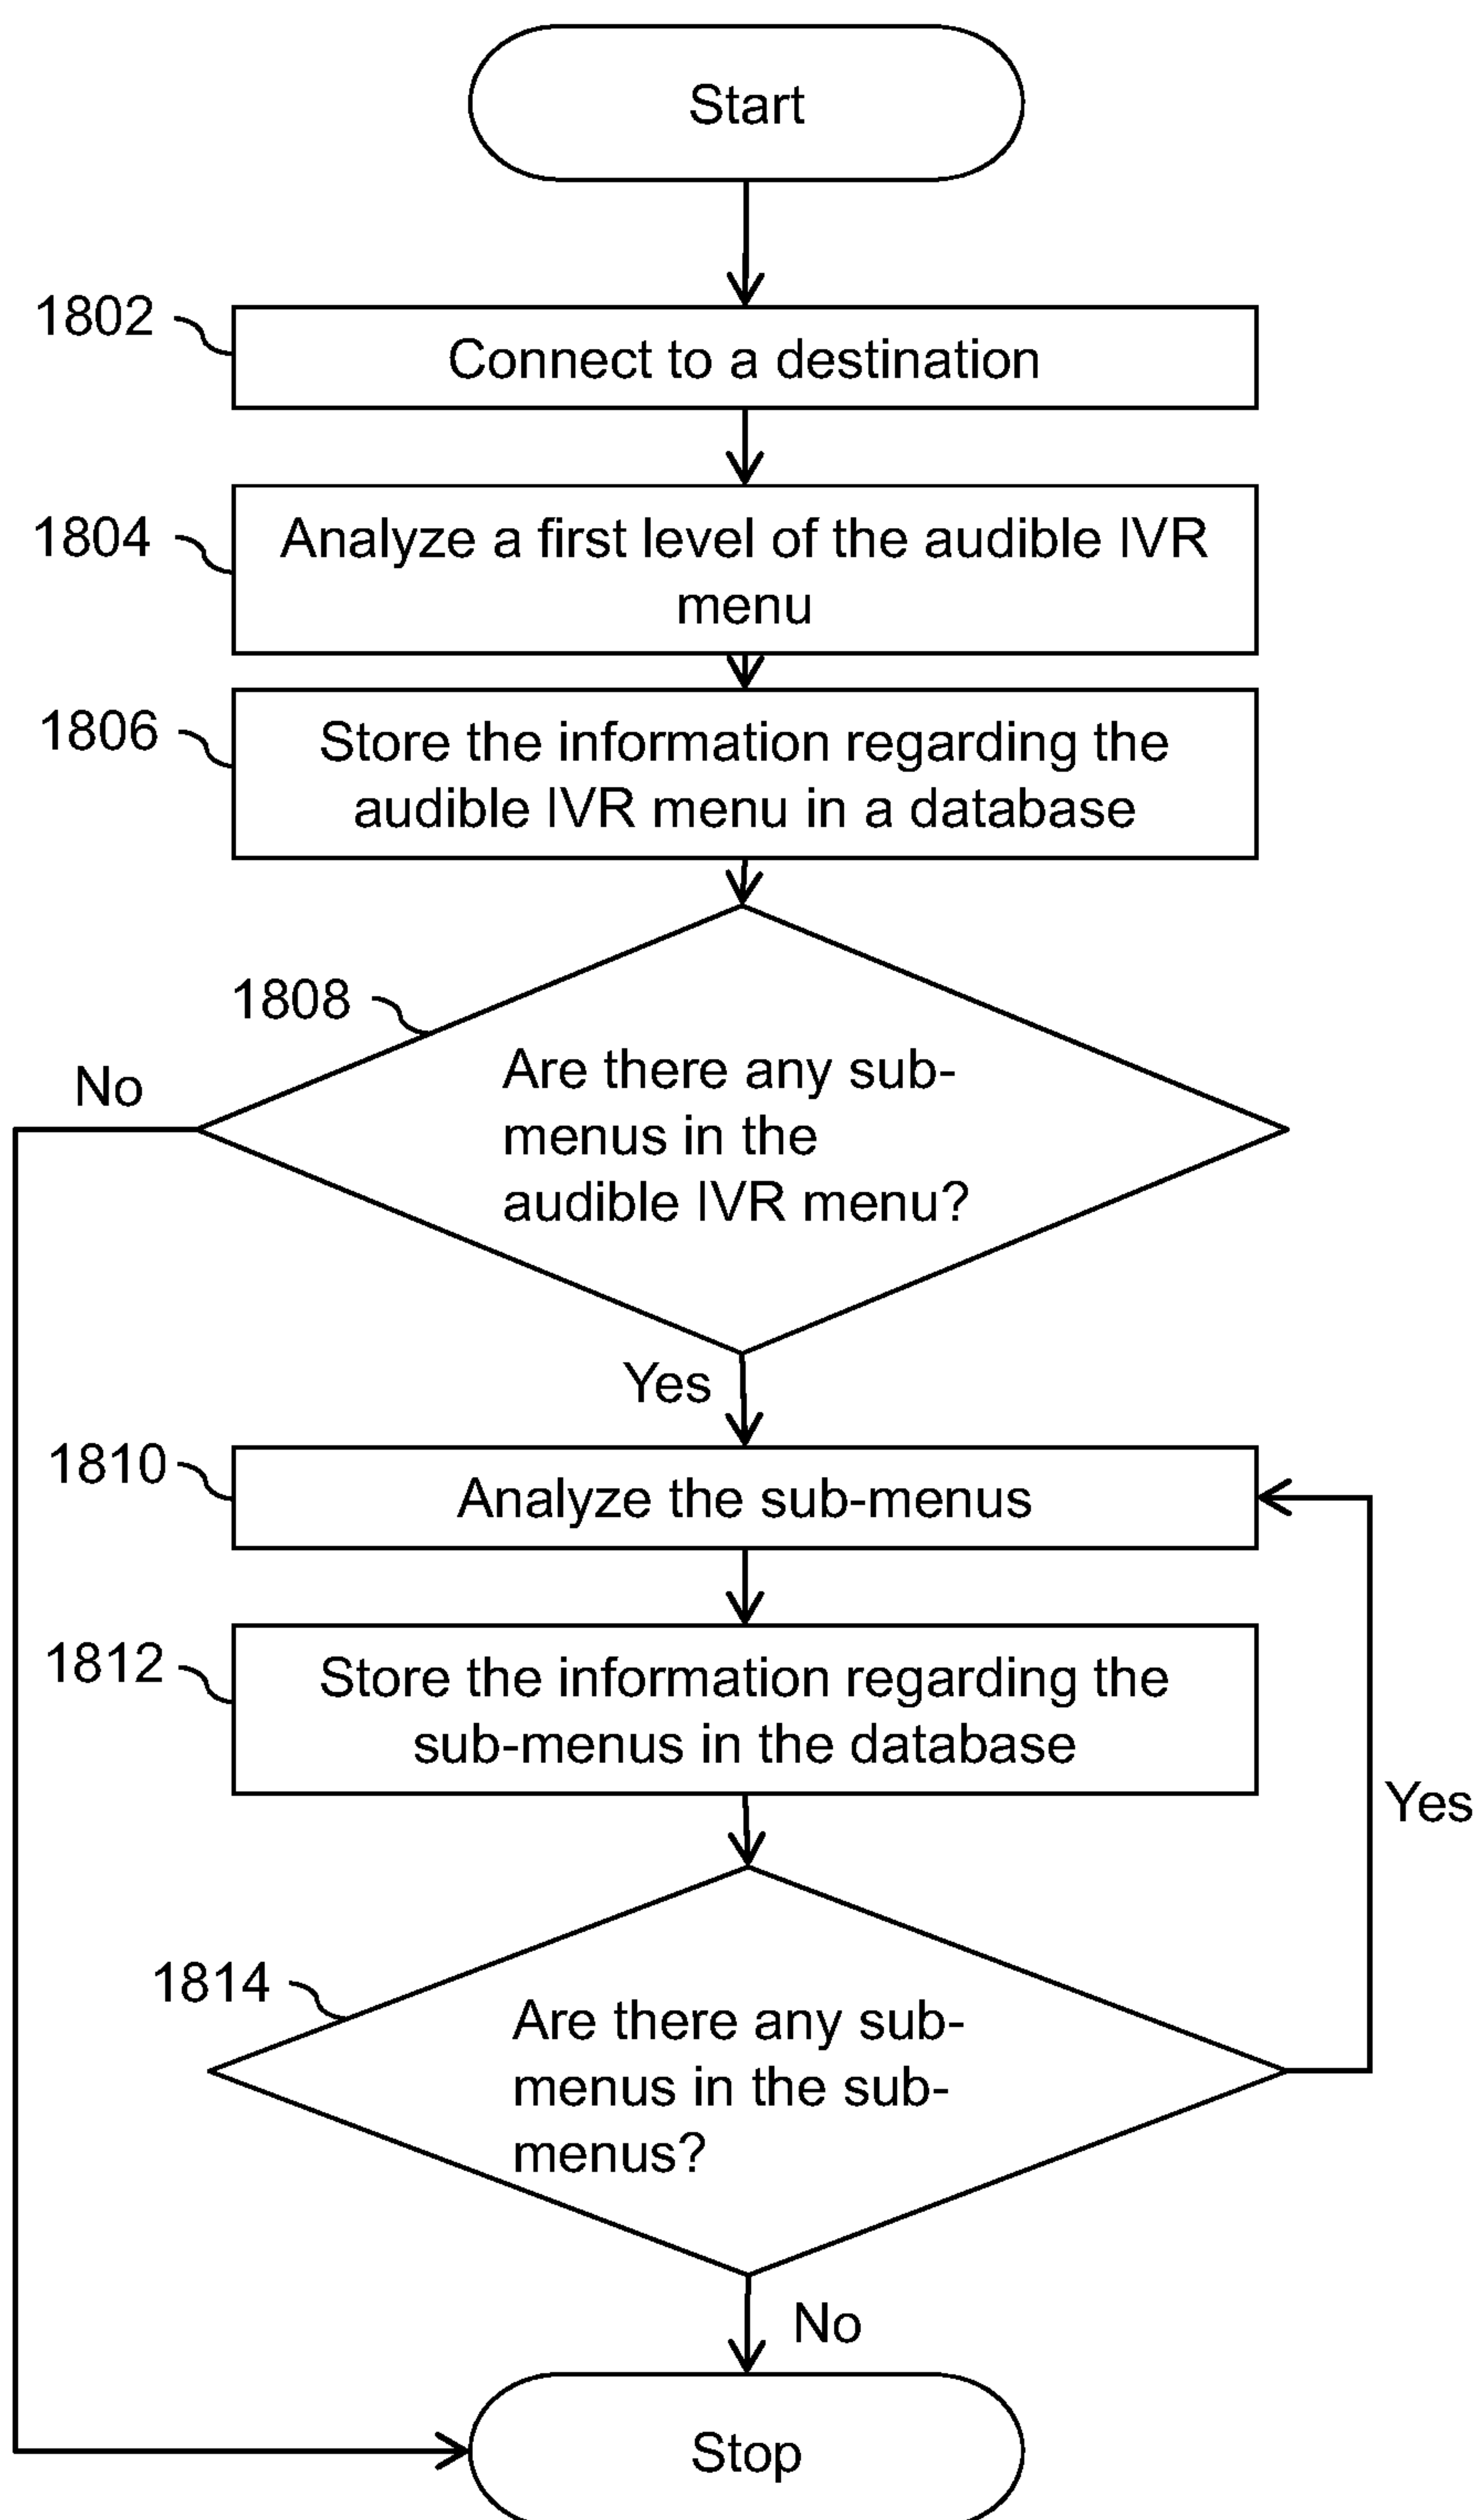 Start
1802
Connect to a destination
1804
Analyze a first level of the audible IVR
menu
1806
Store the information regarding the
audible IVR menu in a database
1808
No
Are there any sub-
menus in the
audible IVR menu?
Yes
1810
Analyze the sub-menus
1812
Store the information regarding the
sub-menus in the database
Yes
1814
Are there any sub-
menus in the sub-
menus?
No
Stop